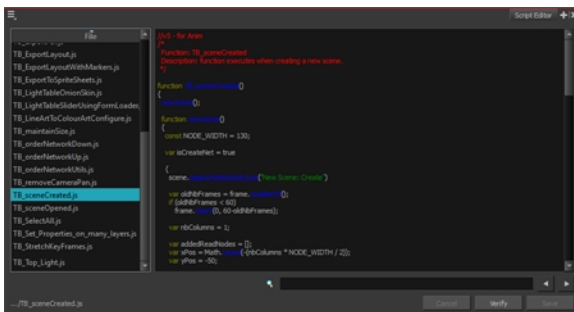 Script Editor
File
TB_ExportLayout.js
TB_ExportLayoutWithMarkers.js
TB_ExportToSpriteSheets.js
TB_LightTableOnionSkin.js
TB_LightTableSliderUsingFormLoader.
TB_LineArtToColourArtConfigure.js
TB_maintainSize.js
TB_orderNetworkDown.js
TB_orderNetworkUp.js
TB_orderNetworkUtils.js
TB_removeCameraPan.js
TB_sceneCreated.js
TB_sceneOpened.js
TB_SelectAll.js
TB_Set_Properties_on_many_layers.js
TB_StretchKeyFrames.js
TB_Top_Light.js
//v5 - for Anim
/*
Function: TB_sceneCreated
Description: function executes when creating a new scene.
*/
function TB_sceneCreated()
{
();
function ()
{
const NODE_WIDTH = 130;
var isCreateNet = true
{
scene. ("New Scene: Create")
var oldNbFrames = frame. ();
if (oldNbFrames < 60)
frame. (0, 60-oldNbFrames);
var nbColumns = 1;
var addedReadNodes = [];
var xPos = Math. (-(nbColumns * NODE_WIDTH / 2));
var yPos = -50;
.../TB_sceneCreated.js
Cancel
Verify
Save